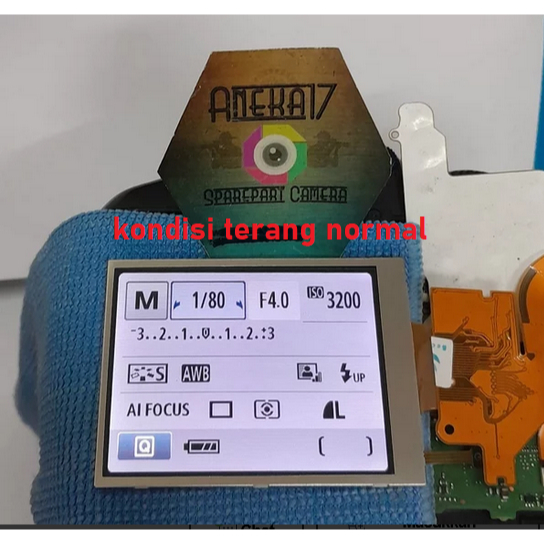 ANEKA17
SPAREPART CAMERA
kondisi terang normal
M 1/80 F4.0 ISO 3200
-3..2..1..0..1..2.:+3
S AWB UP
AI FOCUS L
Q ( )